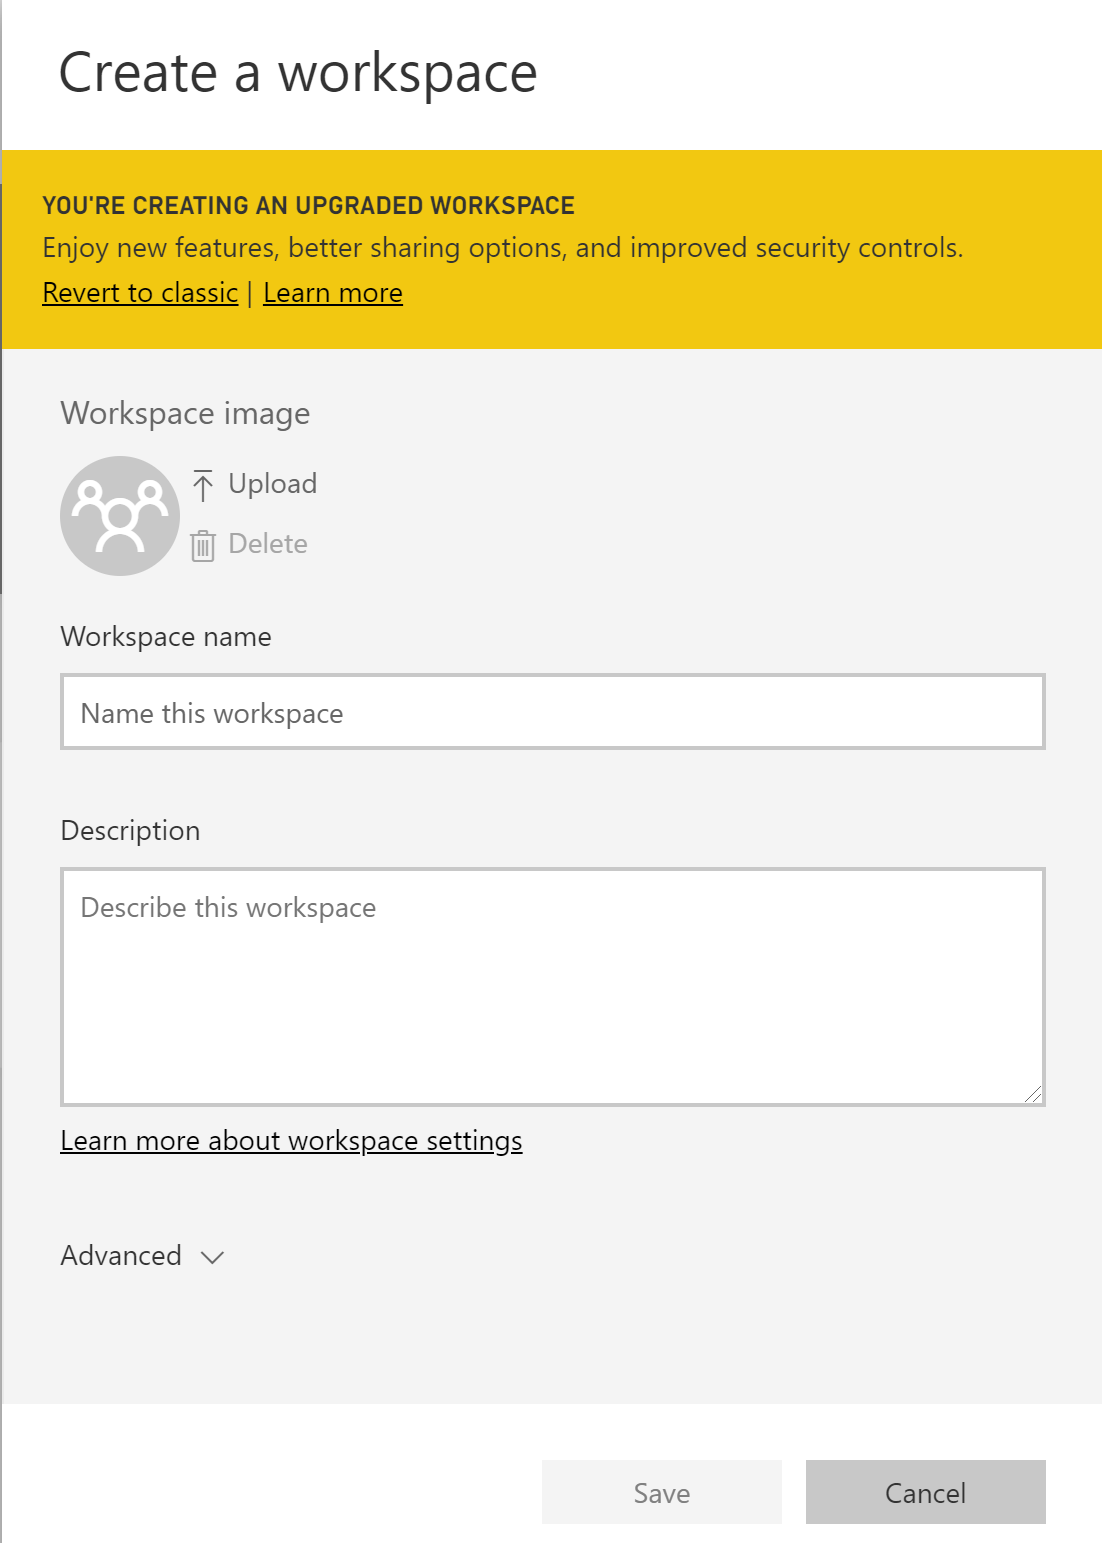 Create a workspace
YOU'RE CREATING AN UPGRADED WORKSPACE
Enjoy new features, better sharing options, and improved security controls.
Revert to classic | Learn more
Workspace image
Upload
Delete
Workspace name
Name this workspace
Description
Describe this workspace
Learn more about workspace settings
Advanced
Save Cancel